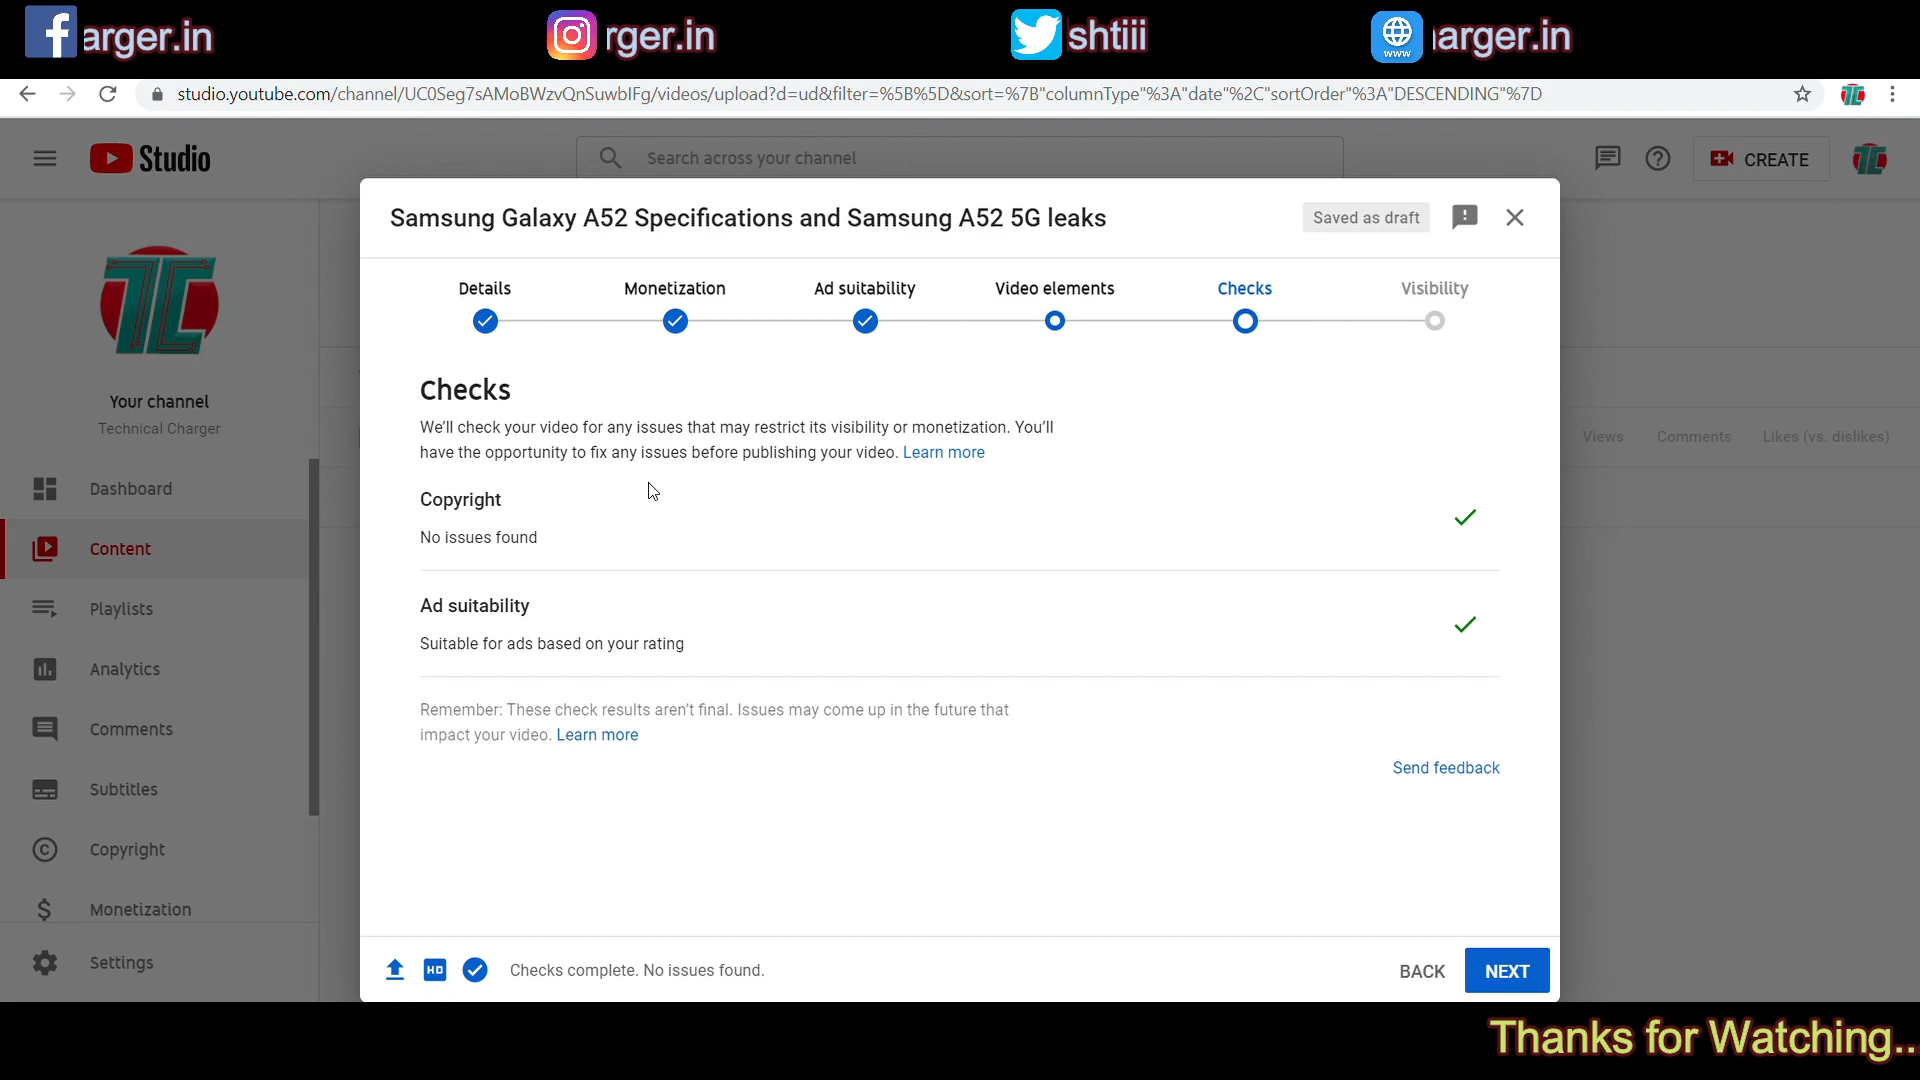 arger.in
rger.in
shtiii
www
arger.in
studio.youtube.com/channel/UC0Seg7sAMoBWzvQnSuwbIFg/videos/upload?d=ud&filter=%5B%5D&sort=%7B"columnType"%3A"date"%2C"sortOrder"%3A"DESCENDING"%7D
Studio
Search across your channel
CREATE
Samsung Galaxy A52 Specifications and Samsung A52 5G leaks
Saved as draft
Details
Monetization
Ad suitability
Video elements
Checks
Visibility
Checks
We'll check your video for any issues that may restrict its visibility or monetization. You'll
have the opportunity to fix any issues before publishing your video. Learn more
Copyright
No issues found
Ad suitability
Suitable for ads based on your rating
Remember: These check results aren't final. Issues may come up in the future that
impact your video. Learn more
Send feedback
HD
Checks complete. No issues found.
BACK
NEXT
TC
Your channel
Technical Charger
Dashboard
Content
Playlists
Analytics
Comments
Subtitles
Copyright
Monetization
Settings
Views
Comments
Likes (vs. dislikes)
Thanks for Watching..